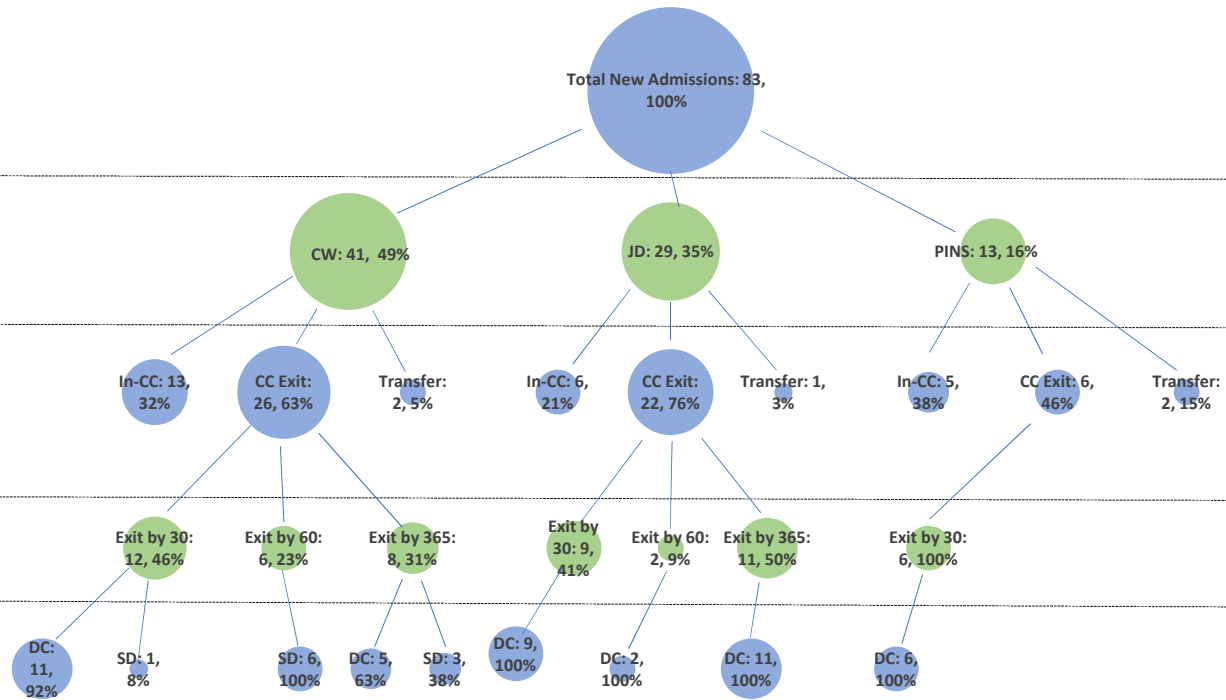 Total New Admissions: 83,
100%
CW: 41,  49%
JD: 29, 35%
PINS: 13, 16%
In-CC: 13,
32%
CC Exit:
26, 63%
Transfer:
2, 5%
In-CC: 6,
21%
CC Exit:
22, 76%
Transfer: 1,
3%
In-CC: 5,
38%
CC Exit: 6,
46%
Transfer:
2, 15%
Exit by 30:
12, 46%
Exit by 60:
6, 23%
Exit by 365:
8, 31%
Exit by
30: 9,
41%
Exit by 60:
2, 9%
Exit by 365:
11, 50%
Exit by 30:
6, 100%
DC:
11,
92%
SD: 1,
8%
SD: 6,
100%
DC: 5,
63%
SD: 3,
38%
DC: 9,
100%
DC: 2,
100%
DC: 11,
100%
DC: 6,
100%